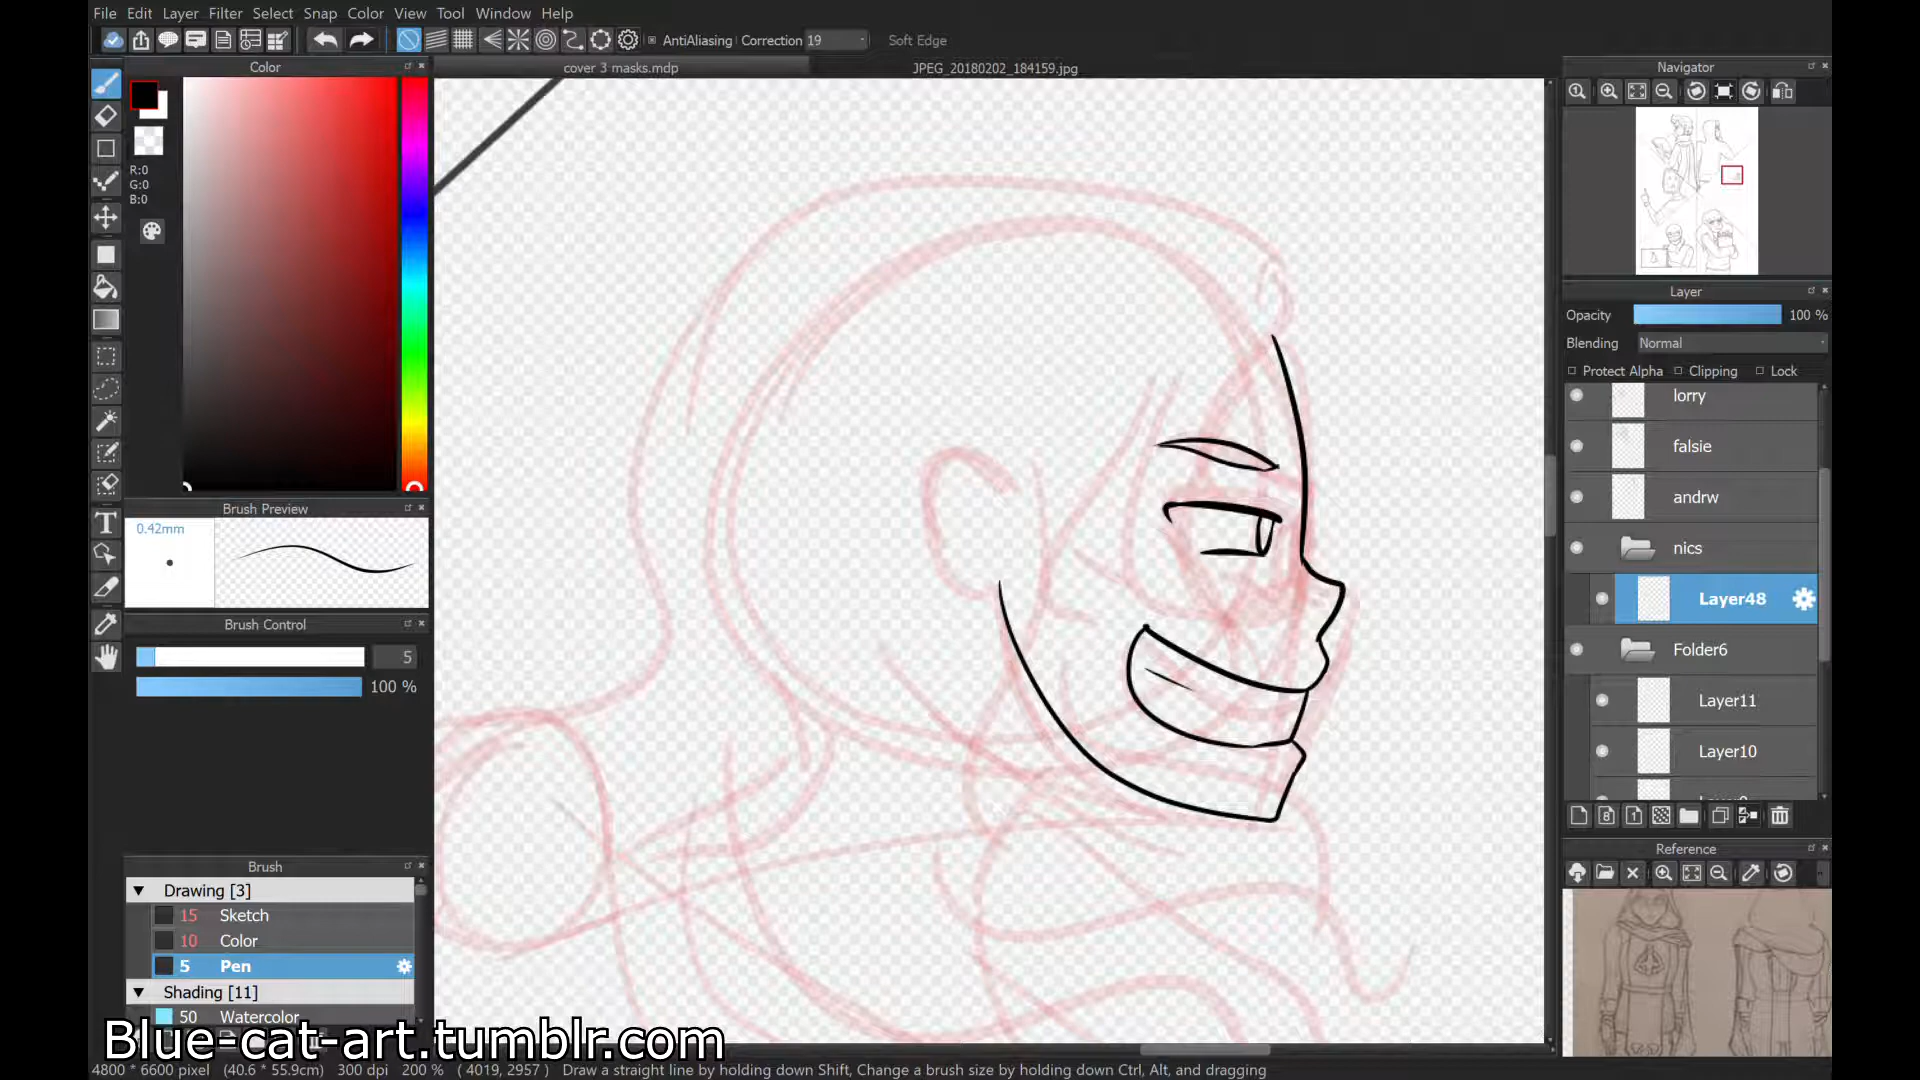 File Edit Layer Filter Select Snap Color View Tool Window Help
AntiAliasing Correction 19 Soft Edge
Color
cover 3 masks.mdp
JPEG_20180202_184159.jpg
Navigator
R:0
G:0
B:0
Layer
Opacity 100 %
Blending Normal
Protect Alpha Clipping Lock
lorry
falsie
andrw
nics
Layer48
Folder6
Layer11
Layer10
Brush Preview
0.42mm
Brush Control
5
100 %
Reference
Brush
Drawing [3]
15 Sketch
10 Color
5 Pen
Shading [11]
50 Watercolor
Blue-cat-art.tumblr.com
4800 * 6600 pixel (40.6 * 55.9cm) 300 dpi 200 % ( 4019, 2957 ) Draw a straight line by holding down Shift, Change a brush size by holding down Ctrl, Alt, and dragging